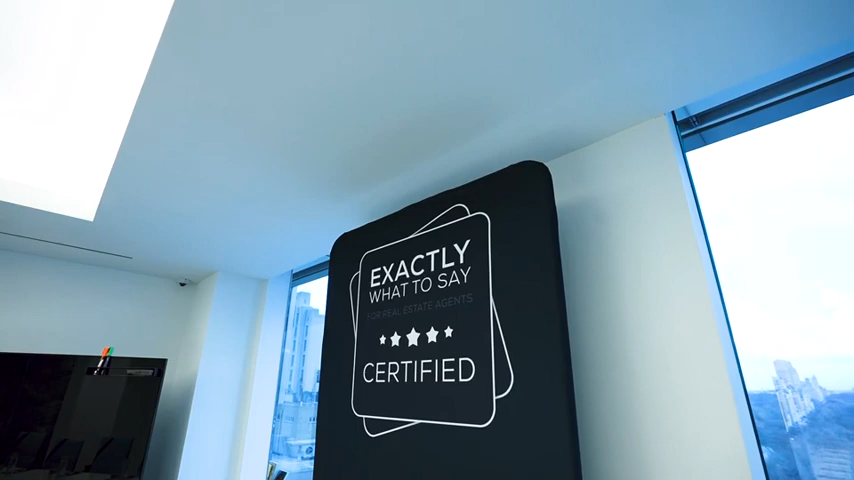 EXACTLY
WHAT TO SAY
FOR REAL ESTATE AGENTS
CERTIFIED